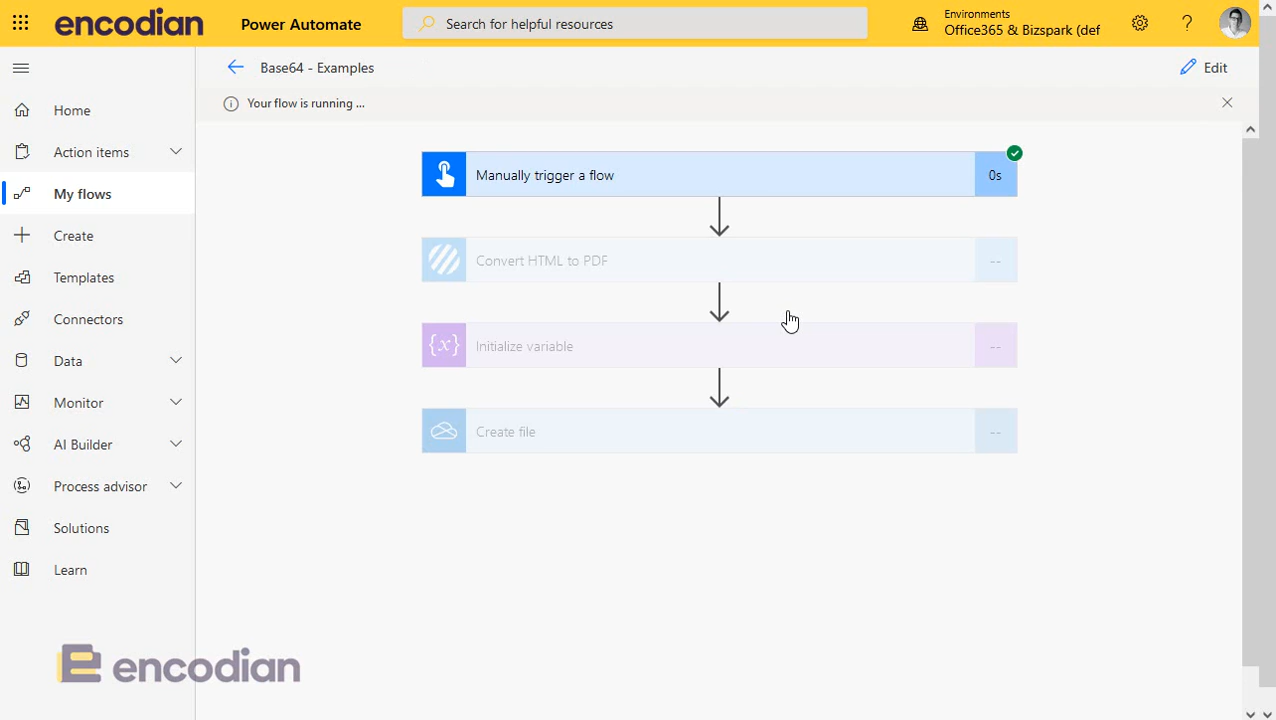 encodian
Power Automate
Search for helpful resources
Environments
Office365 & Bizspark (def
?
Base64 - Examples
Edit
Your flow is running ...
Home
Action items
My flows
Create
Templates
Connectors
Data
Monitor
AI Builder
Process advisor
Solutions
Learn
Manually trigger a flow
0s
Convert HTML to PDF
--
{x}
Initialize variable
--
Create file
--
encodian